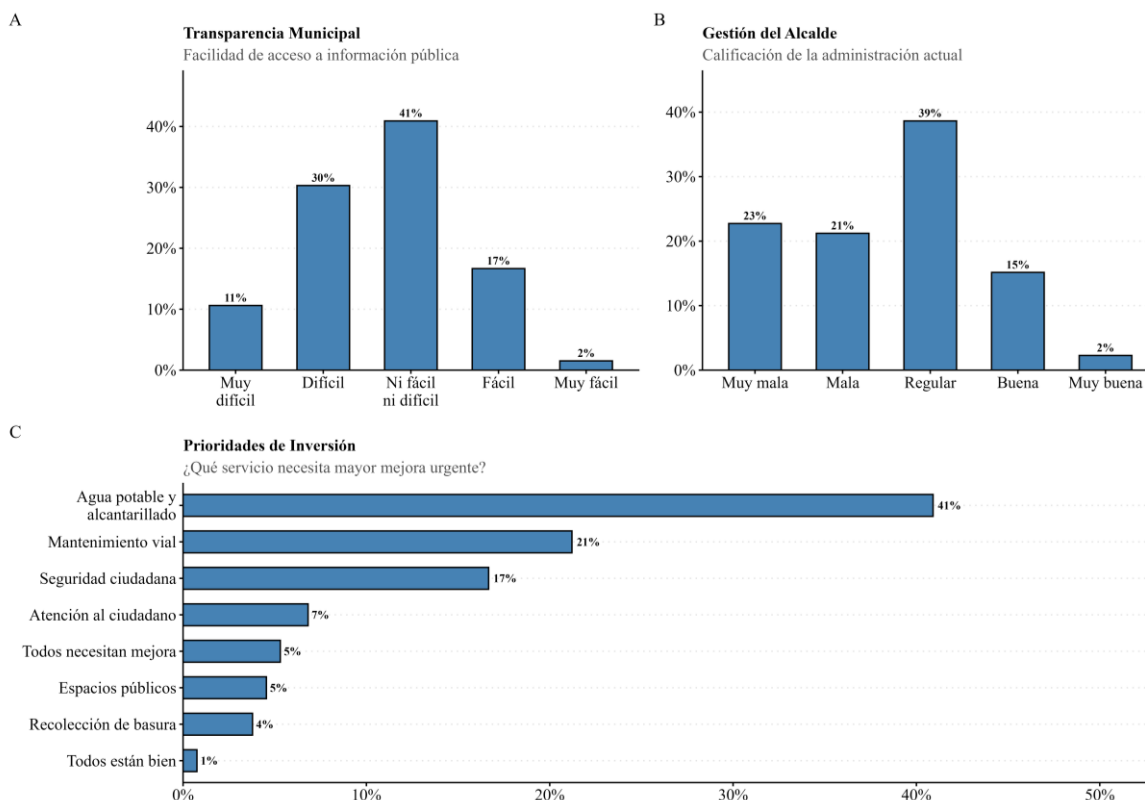 A
Transparencia Municipal
Facilidad de acceso a información pública
40%
30%
20%
10%
0%
11%
30%
41%
17%
2%
Muy
difícil
Difícil
Ni fácil
ni difícil
Fácil
Muy fácil
B
Gestión del Alcalde
Calificación de la administración actual
40%
30%
20%
10%
0%
23%
21%
39%
15%
2%
Muy mala
Mala
Regular
Buena
Muy buena
C
Prioridades de Inversión
¿Qué servicio necesita mayor mejora urgente?
Agua potable y
alcantarillado
41%
Mantenimiento vial
21%
Seguridad ciudadana
17%
Atención al ciudadano
7%
Todos necesitan mejora
5%
Espacios públicos
5%
Recolección de basura
4%
Todos están bien
1%
0%
10%
20%
30%
40%
50%